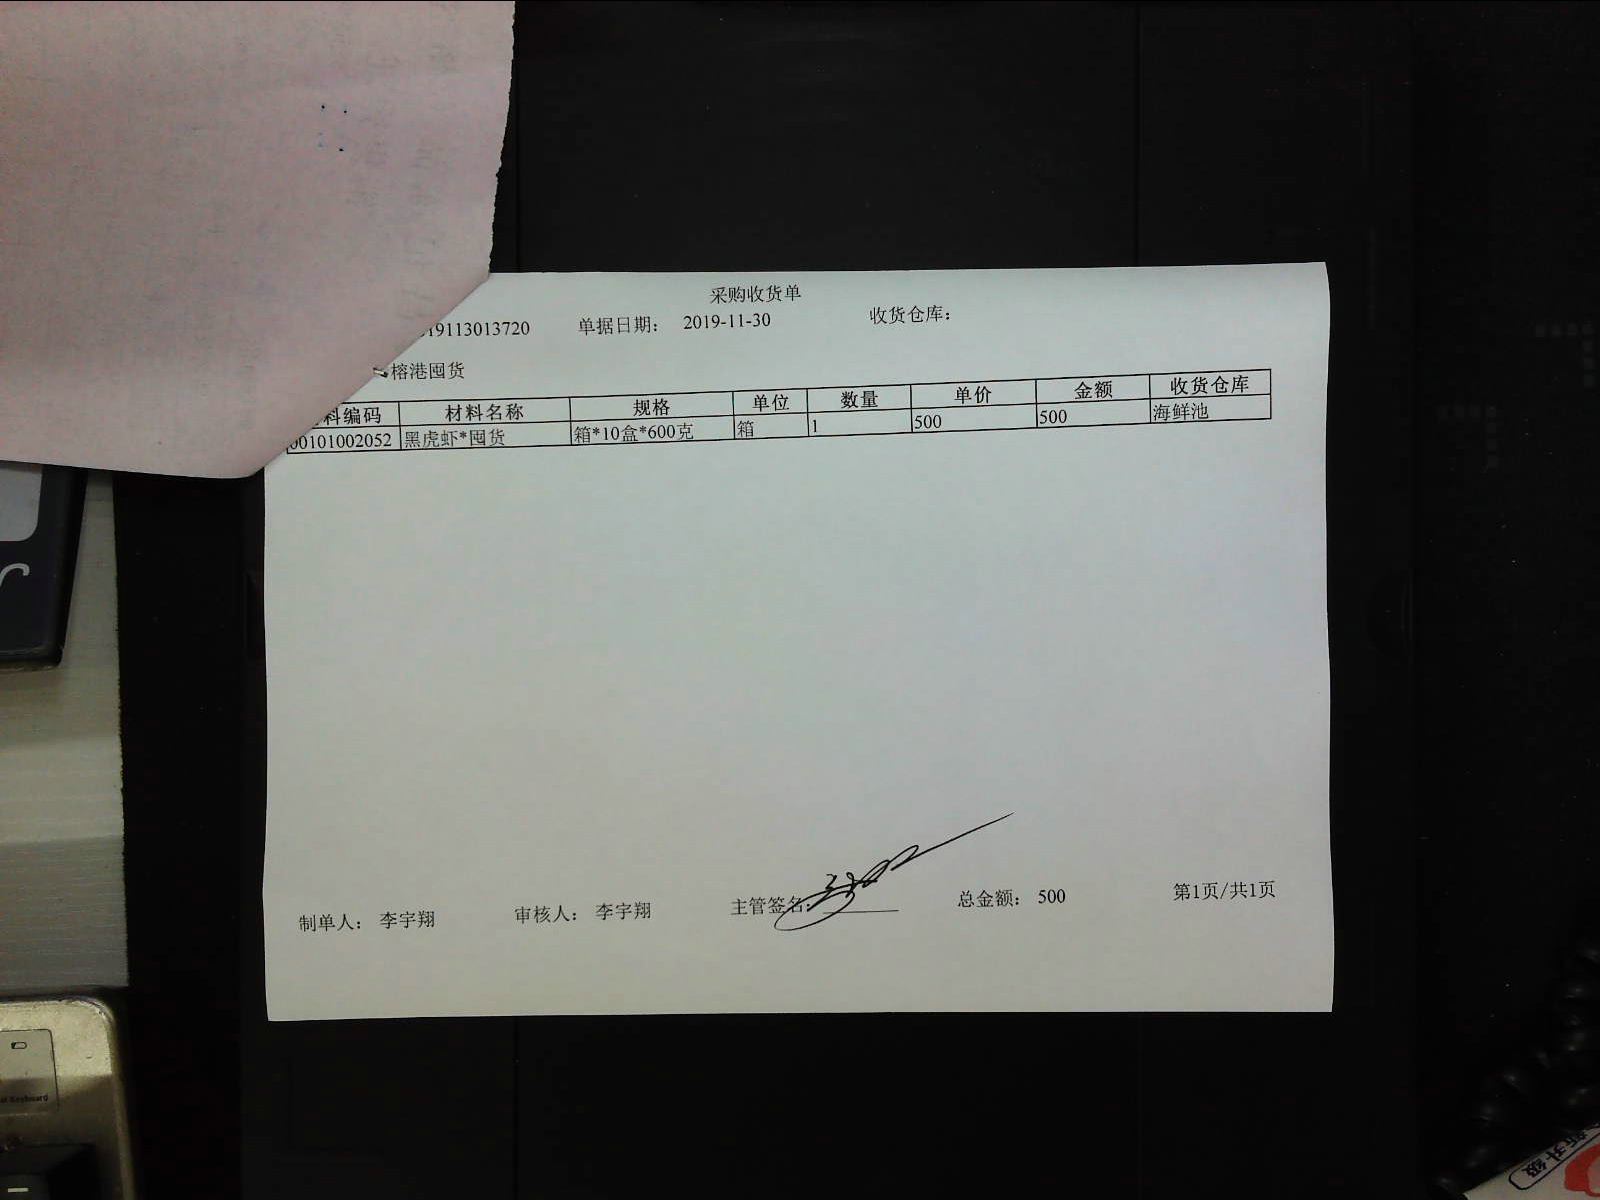 采购收货单
19113013720 单据日期： 2019-11-30 收货仓库：
榕港囤货
料编码 材料名称 规格 单位 数量 单价 金额 收货仓库
00101002052 黑虎虾*囤货 箱*10盒*600克 箱 1 500 500 海鲜池
制单人： 李宇翔 审核人： 李宇翔 主管签名: 总金额： 500 第1页/共1页
Keyboard
新升级